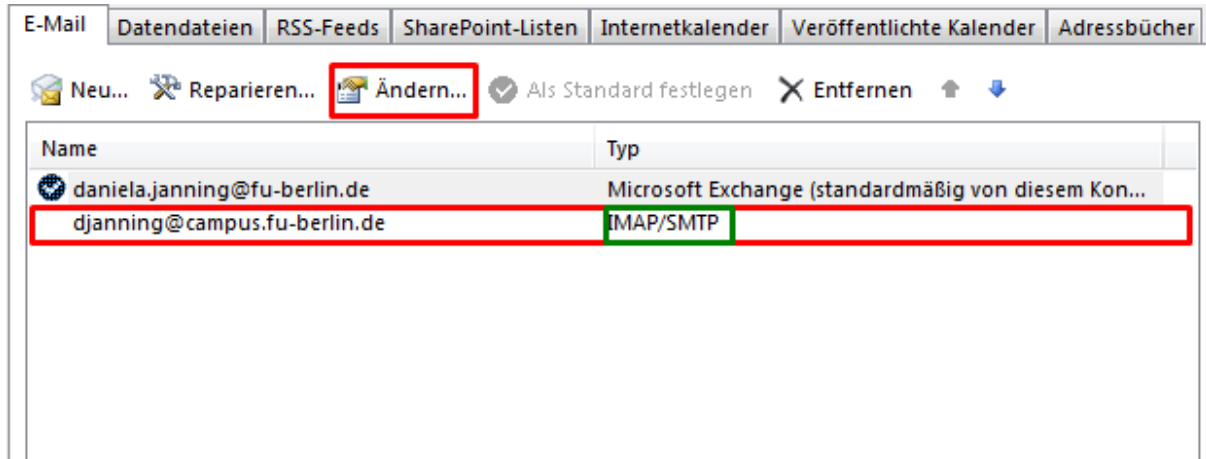 E-Mail Datendateien RSS-Feeds SharePoint-Listen Internetkalender Veröffentlichte Kalender Adressbücher
Neu... Reparieren... Ändern... Als Standard festlegen Entfernen
Name Typ
daniela.janning@fu-berlin.de Microsoft Exchange (standardmäßig von diesem Kon...
djanning@campus.fu-berlin.de IMAP/SMTP